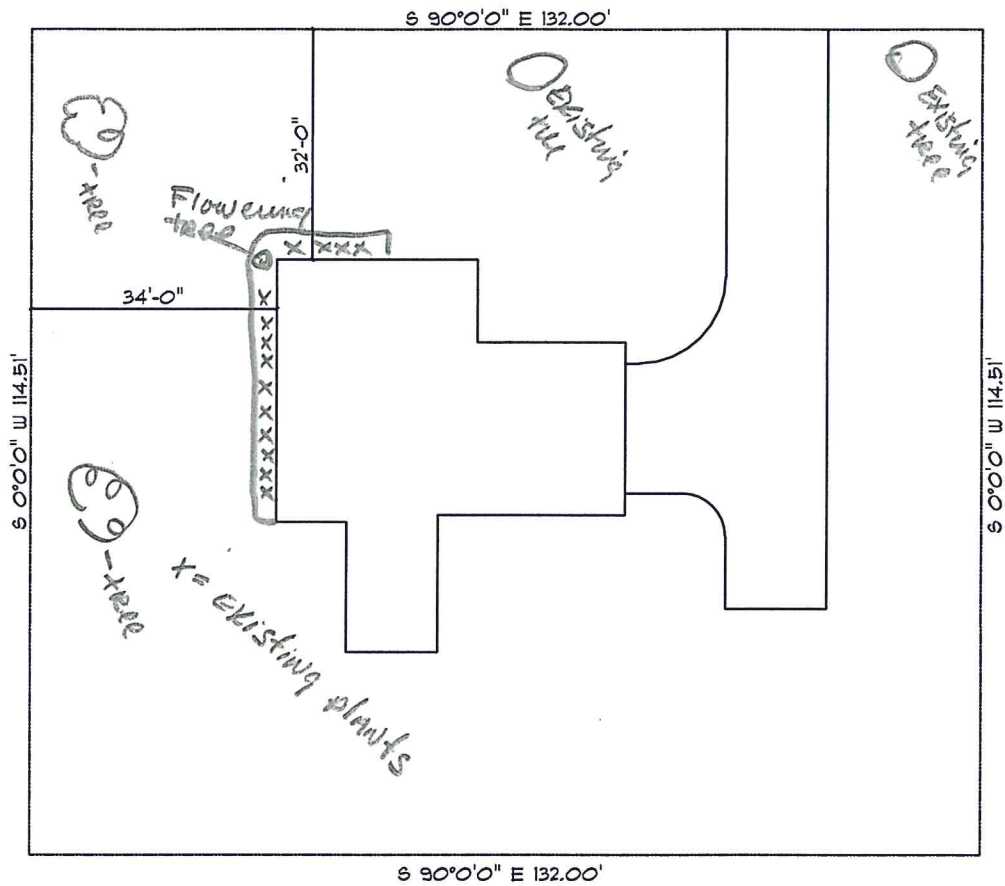 S 90°0'0" E 132.00'
Existing
tree
Existing
tree
-tree
32'-0"
Flowering
tree
x xxx
34'-0"
x
x
x
x
x
x
x
x
x
S 0°0'0" W 114.51'
S 0°0'0" W 114.51'
-tree
x = Existing plants
S 90°0'0" E 132.00'